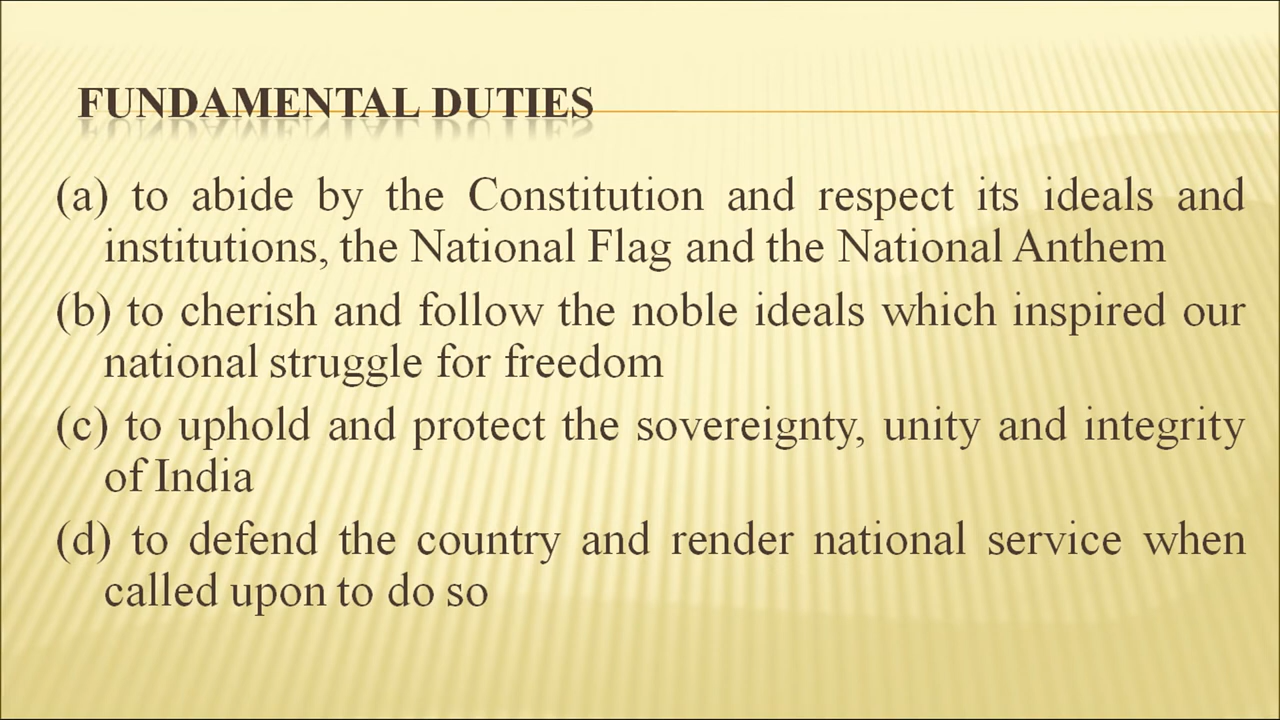 FUNDAMENTAL DUTIES
(a) to abide by the Constitution and respect its ideals and
institutions, the National Flag and the National Anthem
(b) to cherish and follow the noble ideals which inspired our
national struggle for freedom
(c) to uphold and protect the sovereignty, unity and integrity
of India
(d) to defend the country and render national service when
called upon to do so